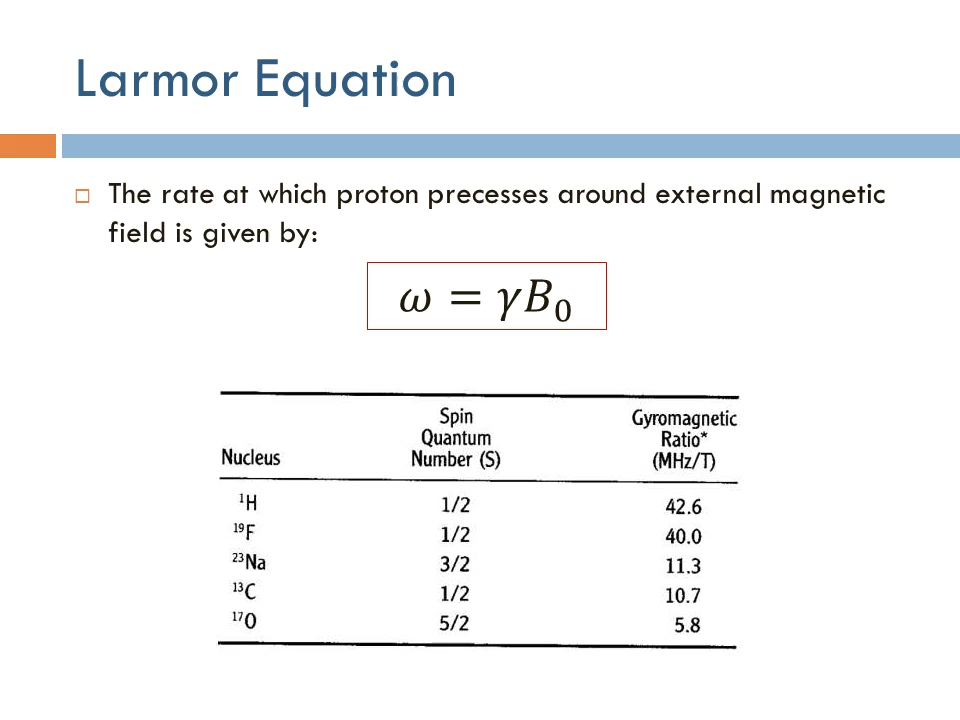 Larmor Equation
The rate at which proton precesses around external magnetic
field is given by:
𝜔 = 𝛾𝐵₀
Spin Gyromagnetic
Quantum Ratio*
Nucleus Number (S) (MHz/T)
¹H 1/2 42.6
¹⁹F 1/2 40.0
²³Na 3/2 11.3
¹³C 1/2 10.7
¹⁷O 5/2 5.8